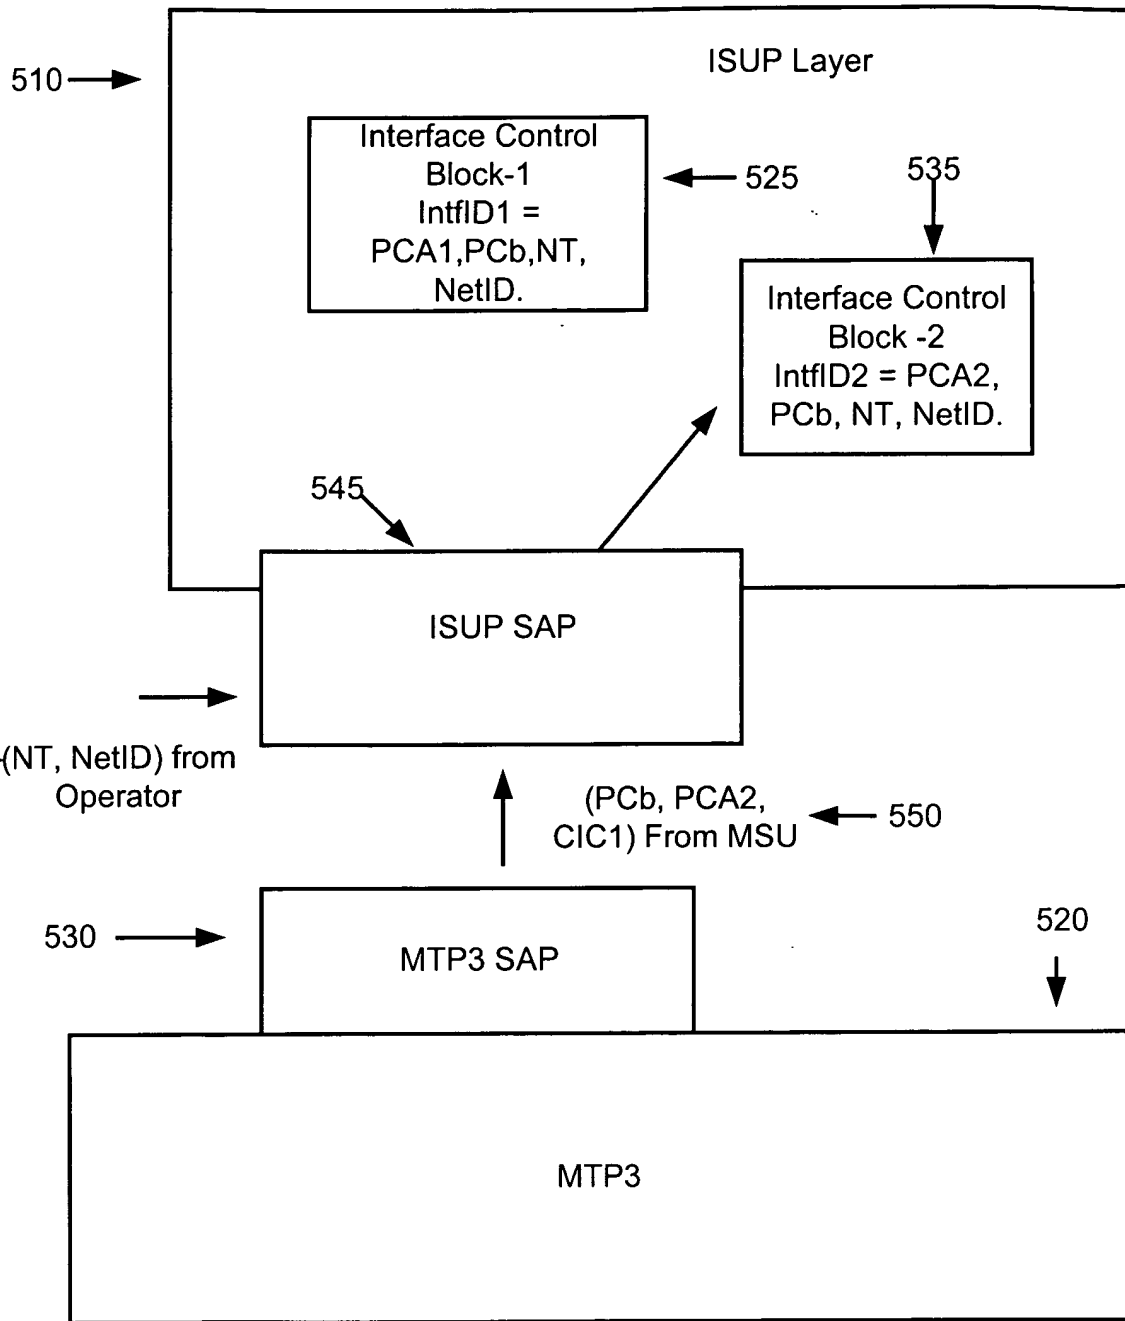 ISUP Layer
510
Interface Control
Block-1
IntfID1 =
PCA1,PCb,NT,
NetID.
525
535
Interface Control
Block -2
IntfID2 = PCA2,
PCb, NT, NetID.
545
ISUP SAP
(NT, NetID) from
Operator
(PCb, PCA2,
CIC1) From MSU
550
530
MTP3 SAP
520
MTP3